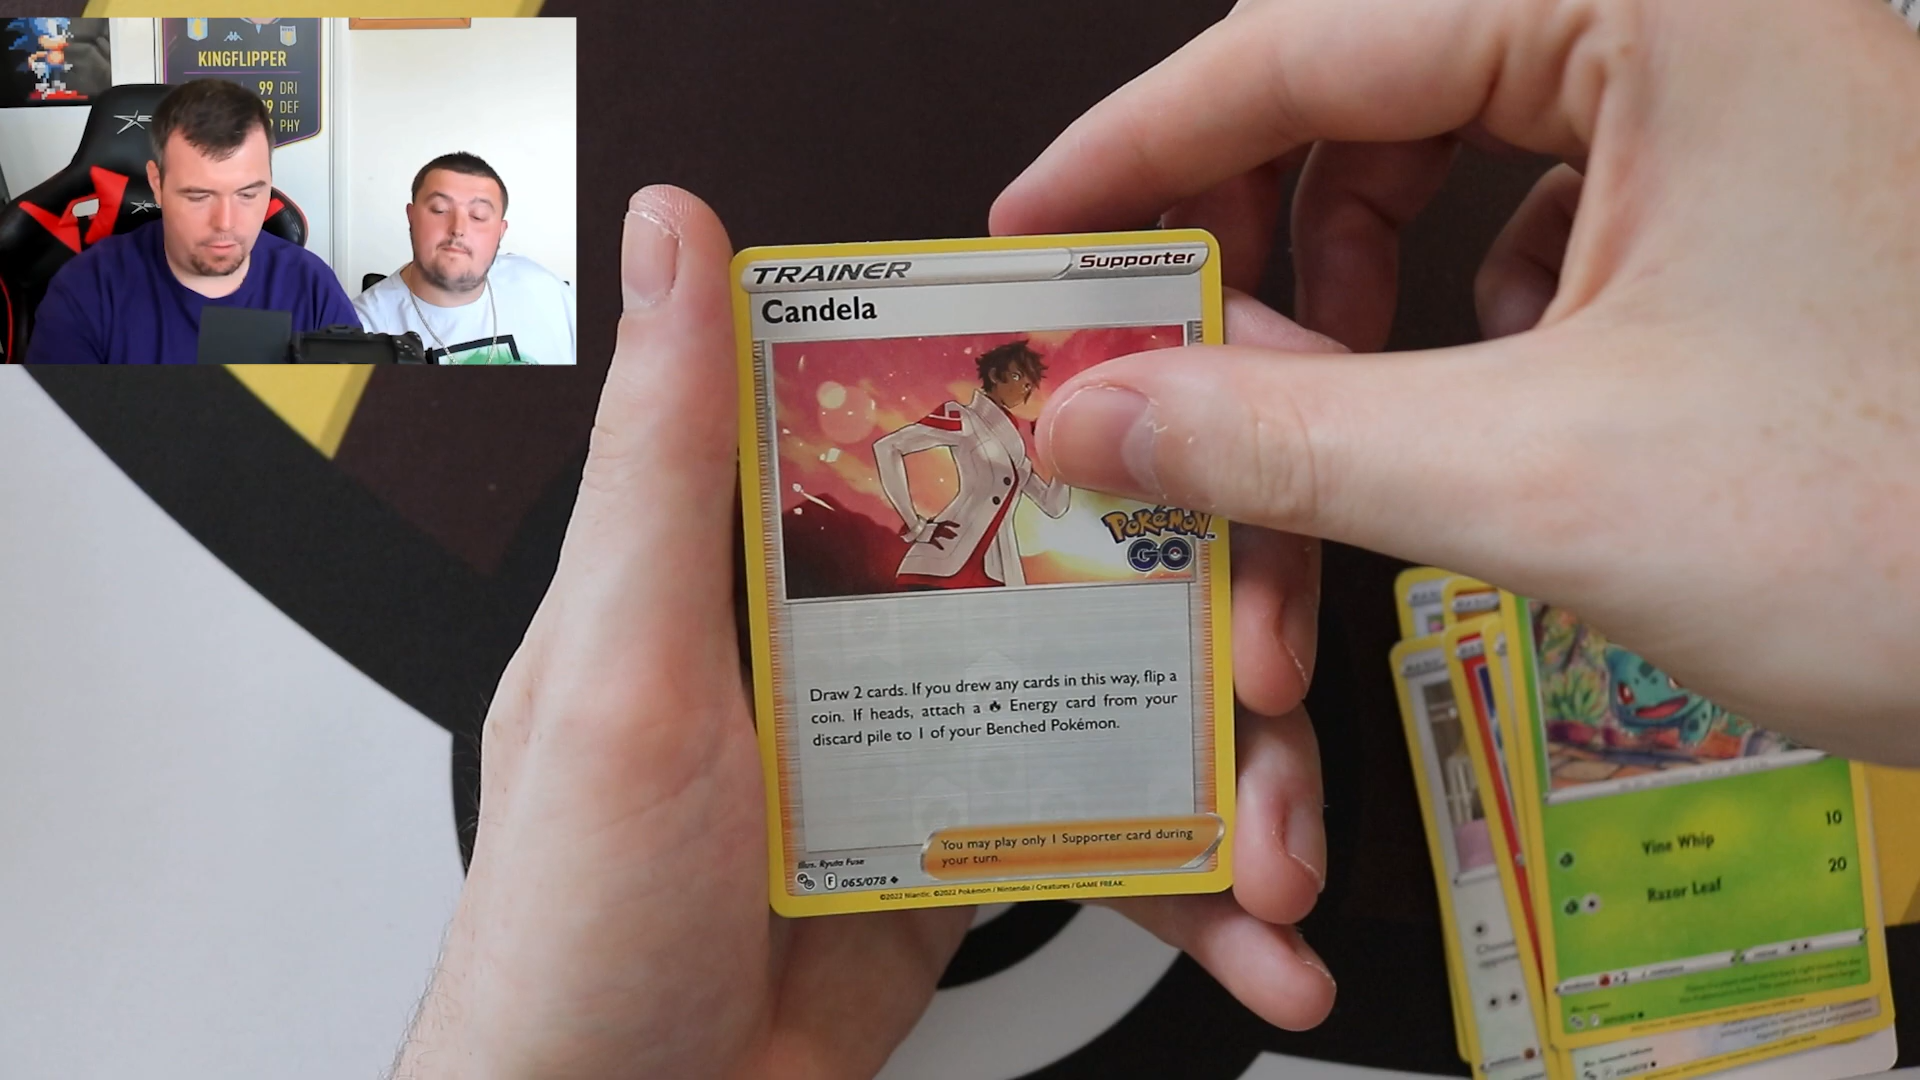 KINGFLIPPER
99 DRI
99 DEF
PHY
TRAINER
Supporter
Candela
POKéMON
GO
Draw 2 cards. If you drew any cards in this way, flip a
coin. If heads, attach a Energy card from your
discard pile to 1 of your Benched Pokémon.
You may play only 1 Supporter card during
your turn.
Illus. Ryuta Fuse
F 065/078
©2022 Niantic. ©2022 Pokémon / Nintendo / Creatures / GAME FREAK.
Vine Whip 10
Razor Leaf 20
x2